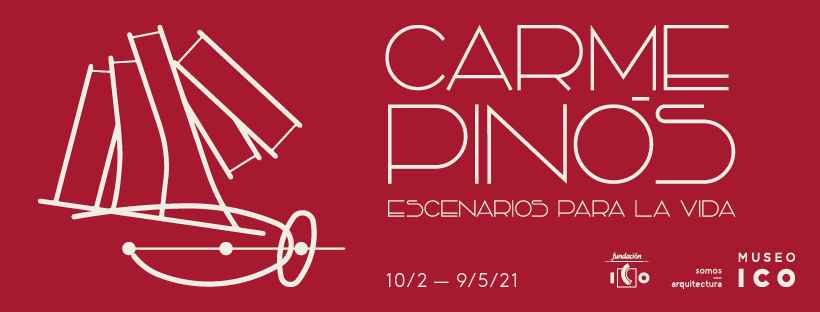 CARME
PINÓS
ESCENARIOS PARA LA VIDA
10/2 — 9/5/21
fundación
ICO
somos
—
arquitectura
MUSEO
ICO